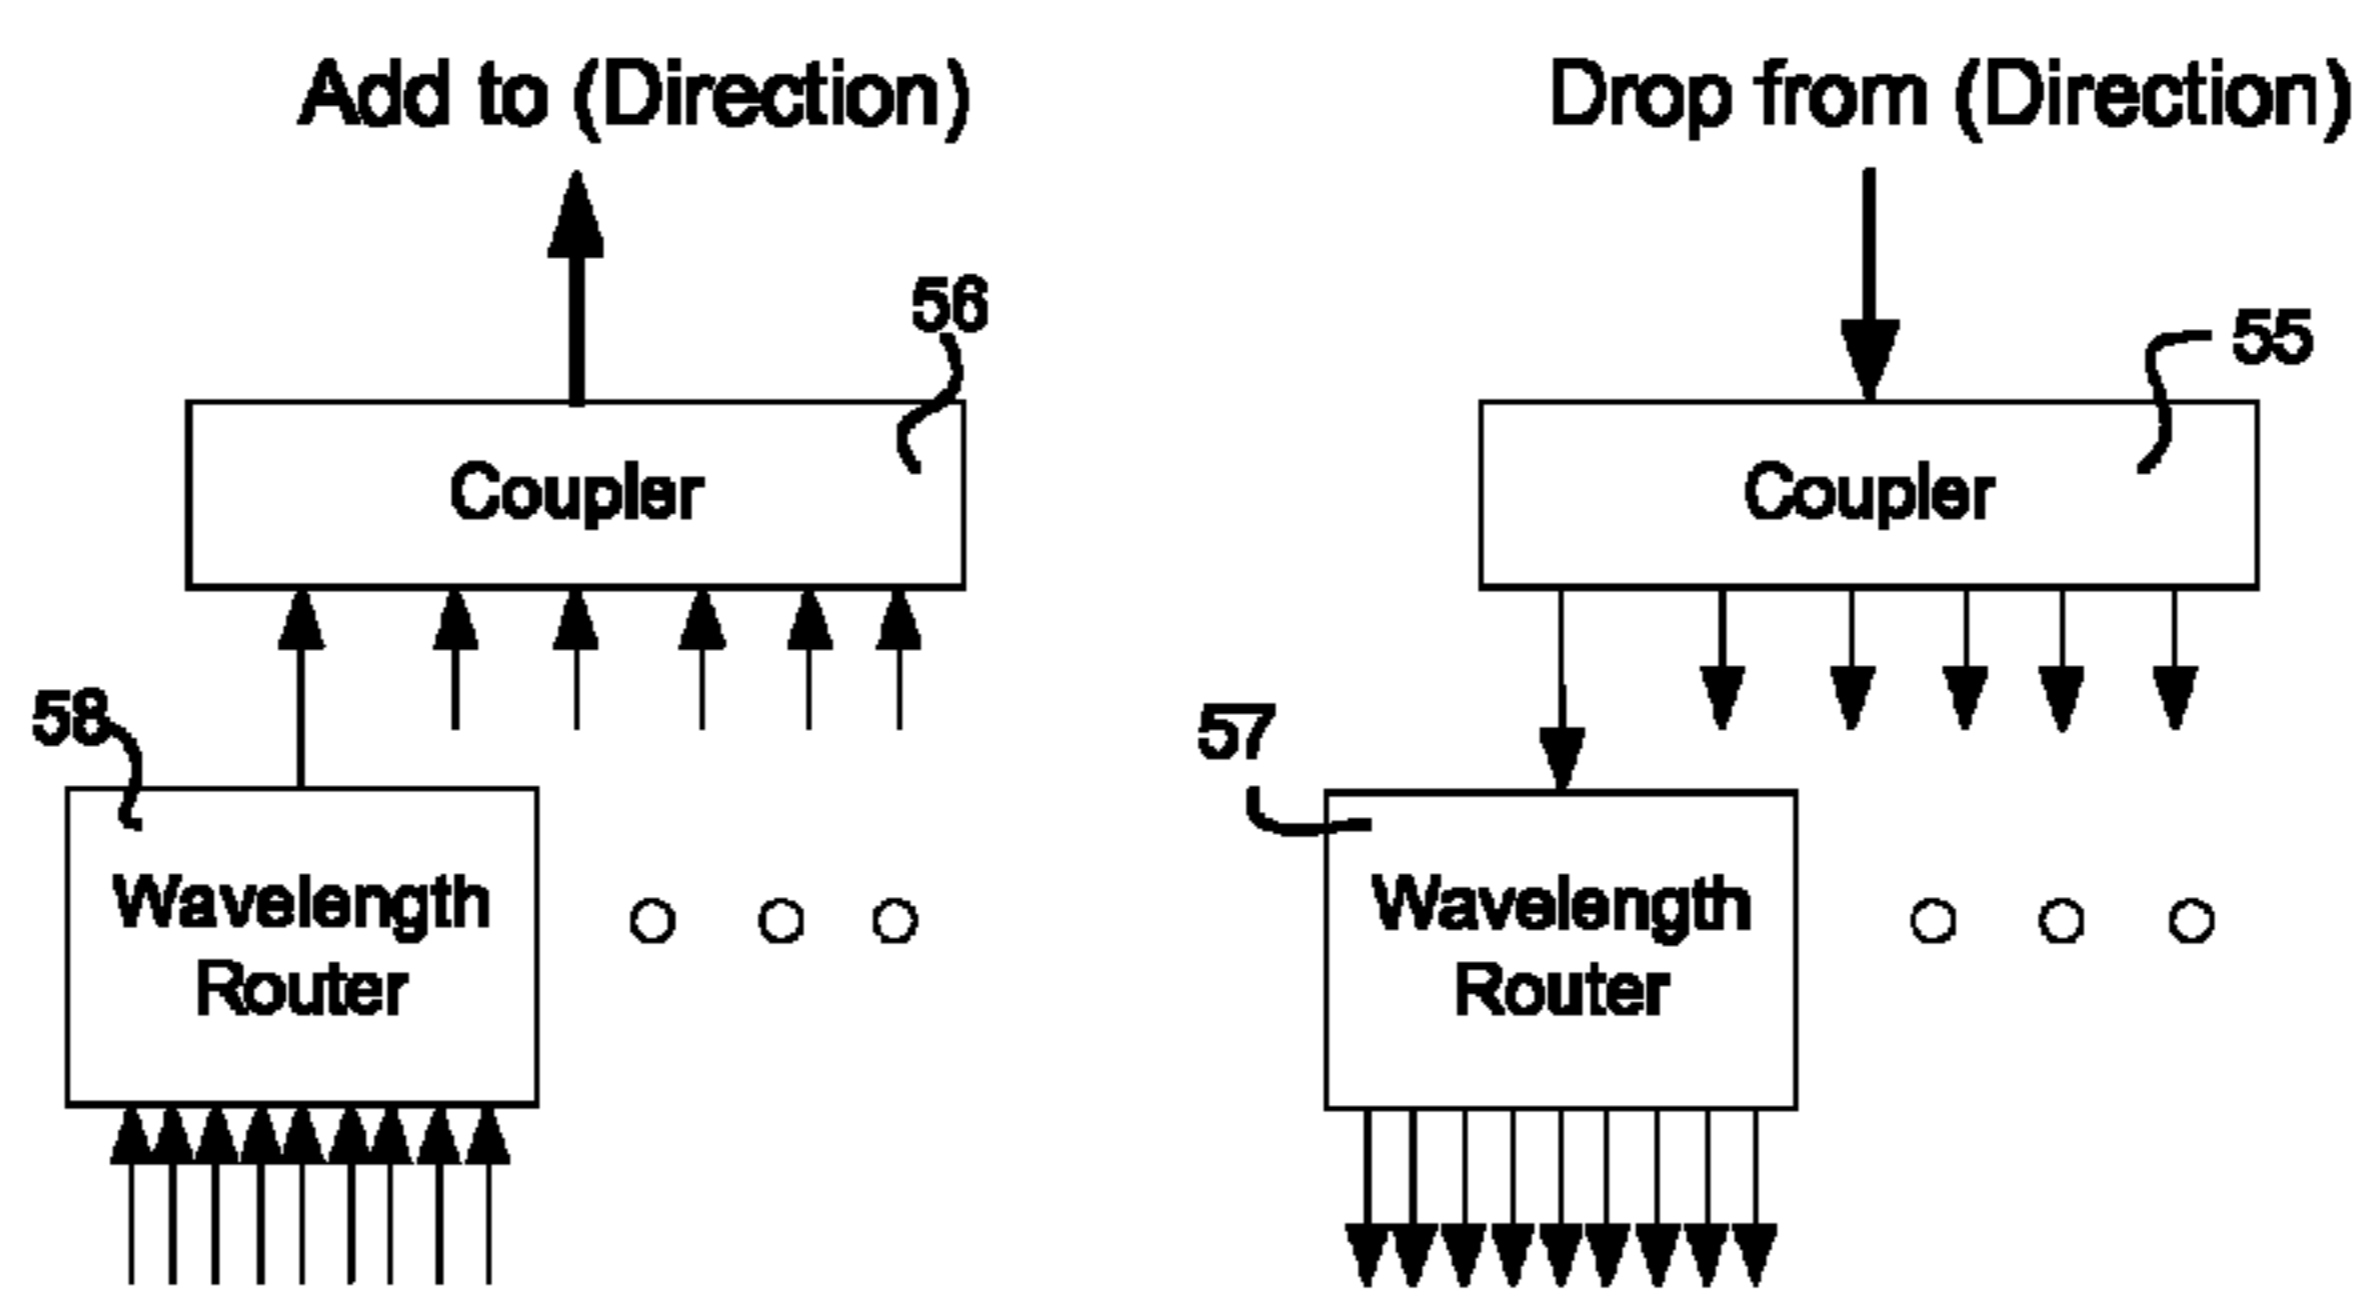 Add to (Direction)
56
Coupler
58
Wavelength
Router
Drop from (Direction)
55
Coupler
57
Wavelength
Router